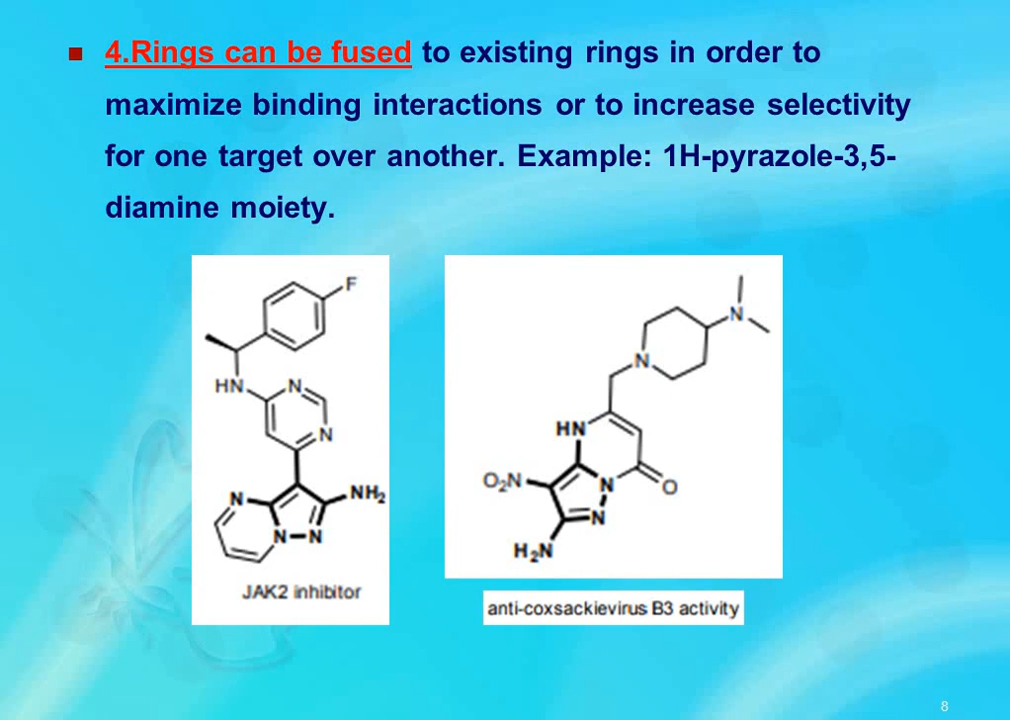 4.Rings can be fused to existing rings in order to
maximize binding interactions or to increase selectivity
for one target over another. Example: 1H-pyrazole-3,5-
diamine moiety.
F
HN
N
N
N
NH₂
N
N
JAK2 inhibitor
N
N
HN
O₂N
N
O
N
H₂N
anti-coxsackievirus B3 activity
8